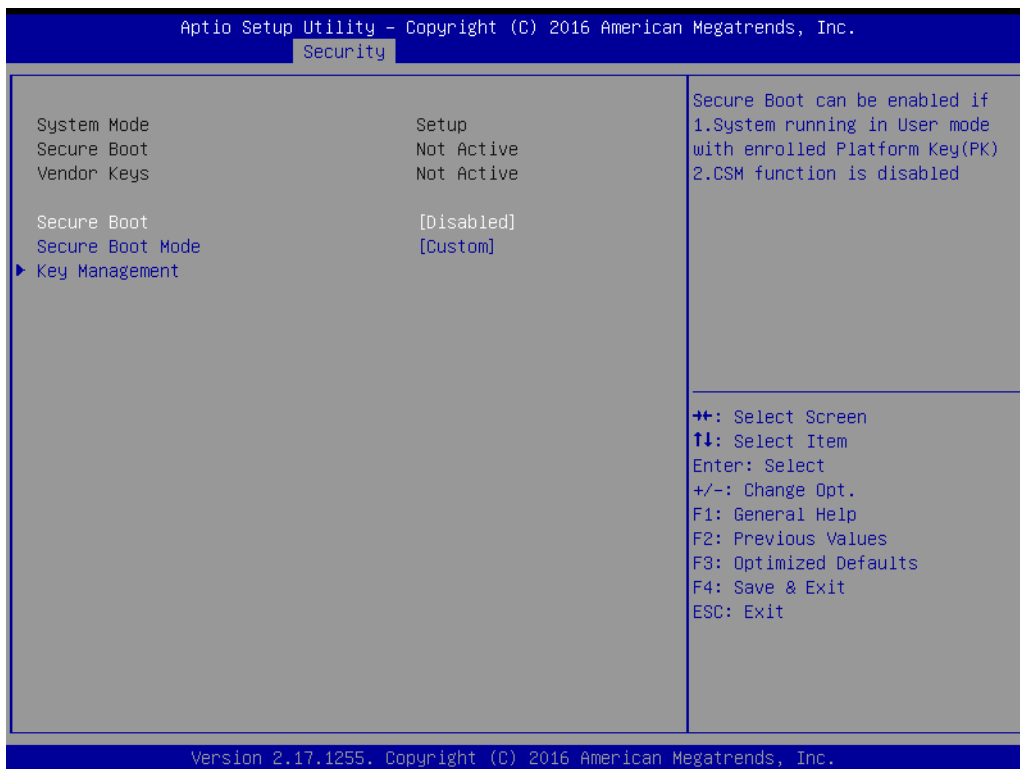 Aptio Setup Utility – Copyright (C) 2016 American Megatrends, Inc.
Security
System Mode Setup
Secure Boot Not Active
Vendor Keys Not Active
Secure Boot [Disabled]
Secure Boot Mode [Custom]
Key Management
Secure Boot can be enabled if
1.System running in User mode
with enrolled Platform Key(PK)
2.CSM function is disabled
→←: Select Screen
↑↓: Select Item
Enter: Select
+/-: Change Opt.
F1: General Help
F2: Previous Values
F3: Optimized Defaults
F4: Save & Exit
ESC: Exit
Version 2.17.1255. Copyright (C) 2016 American Megatrends, Inc.